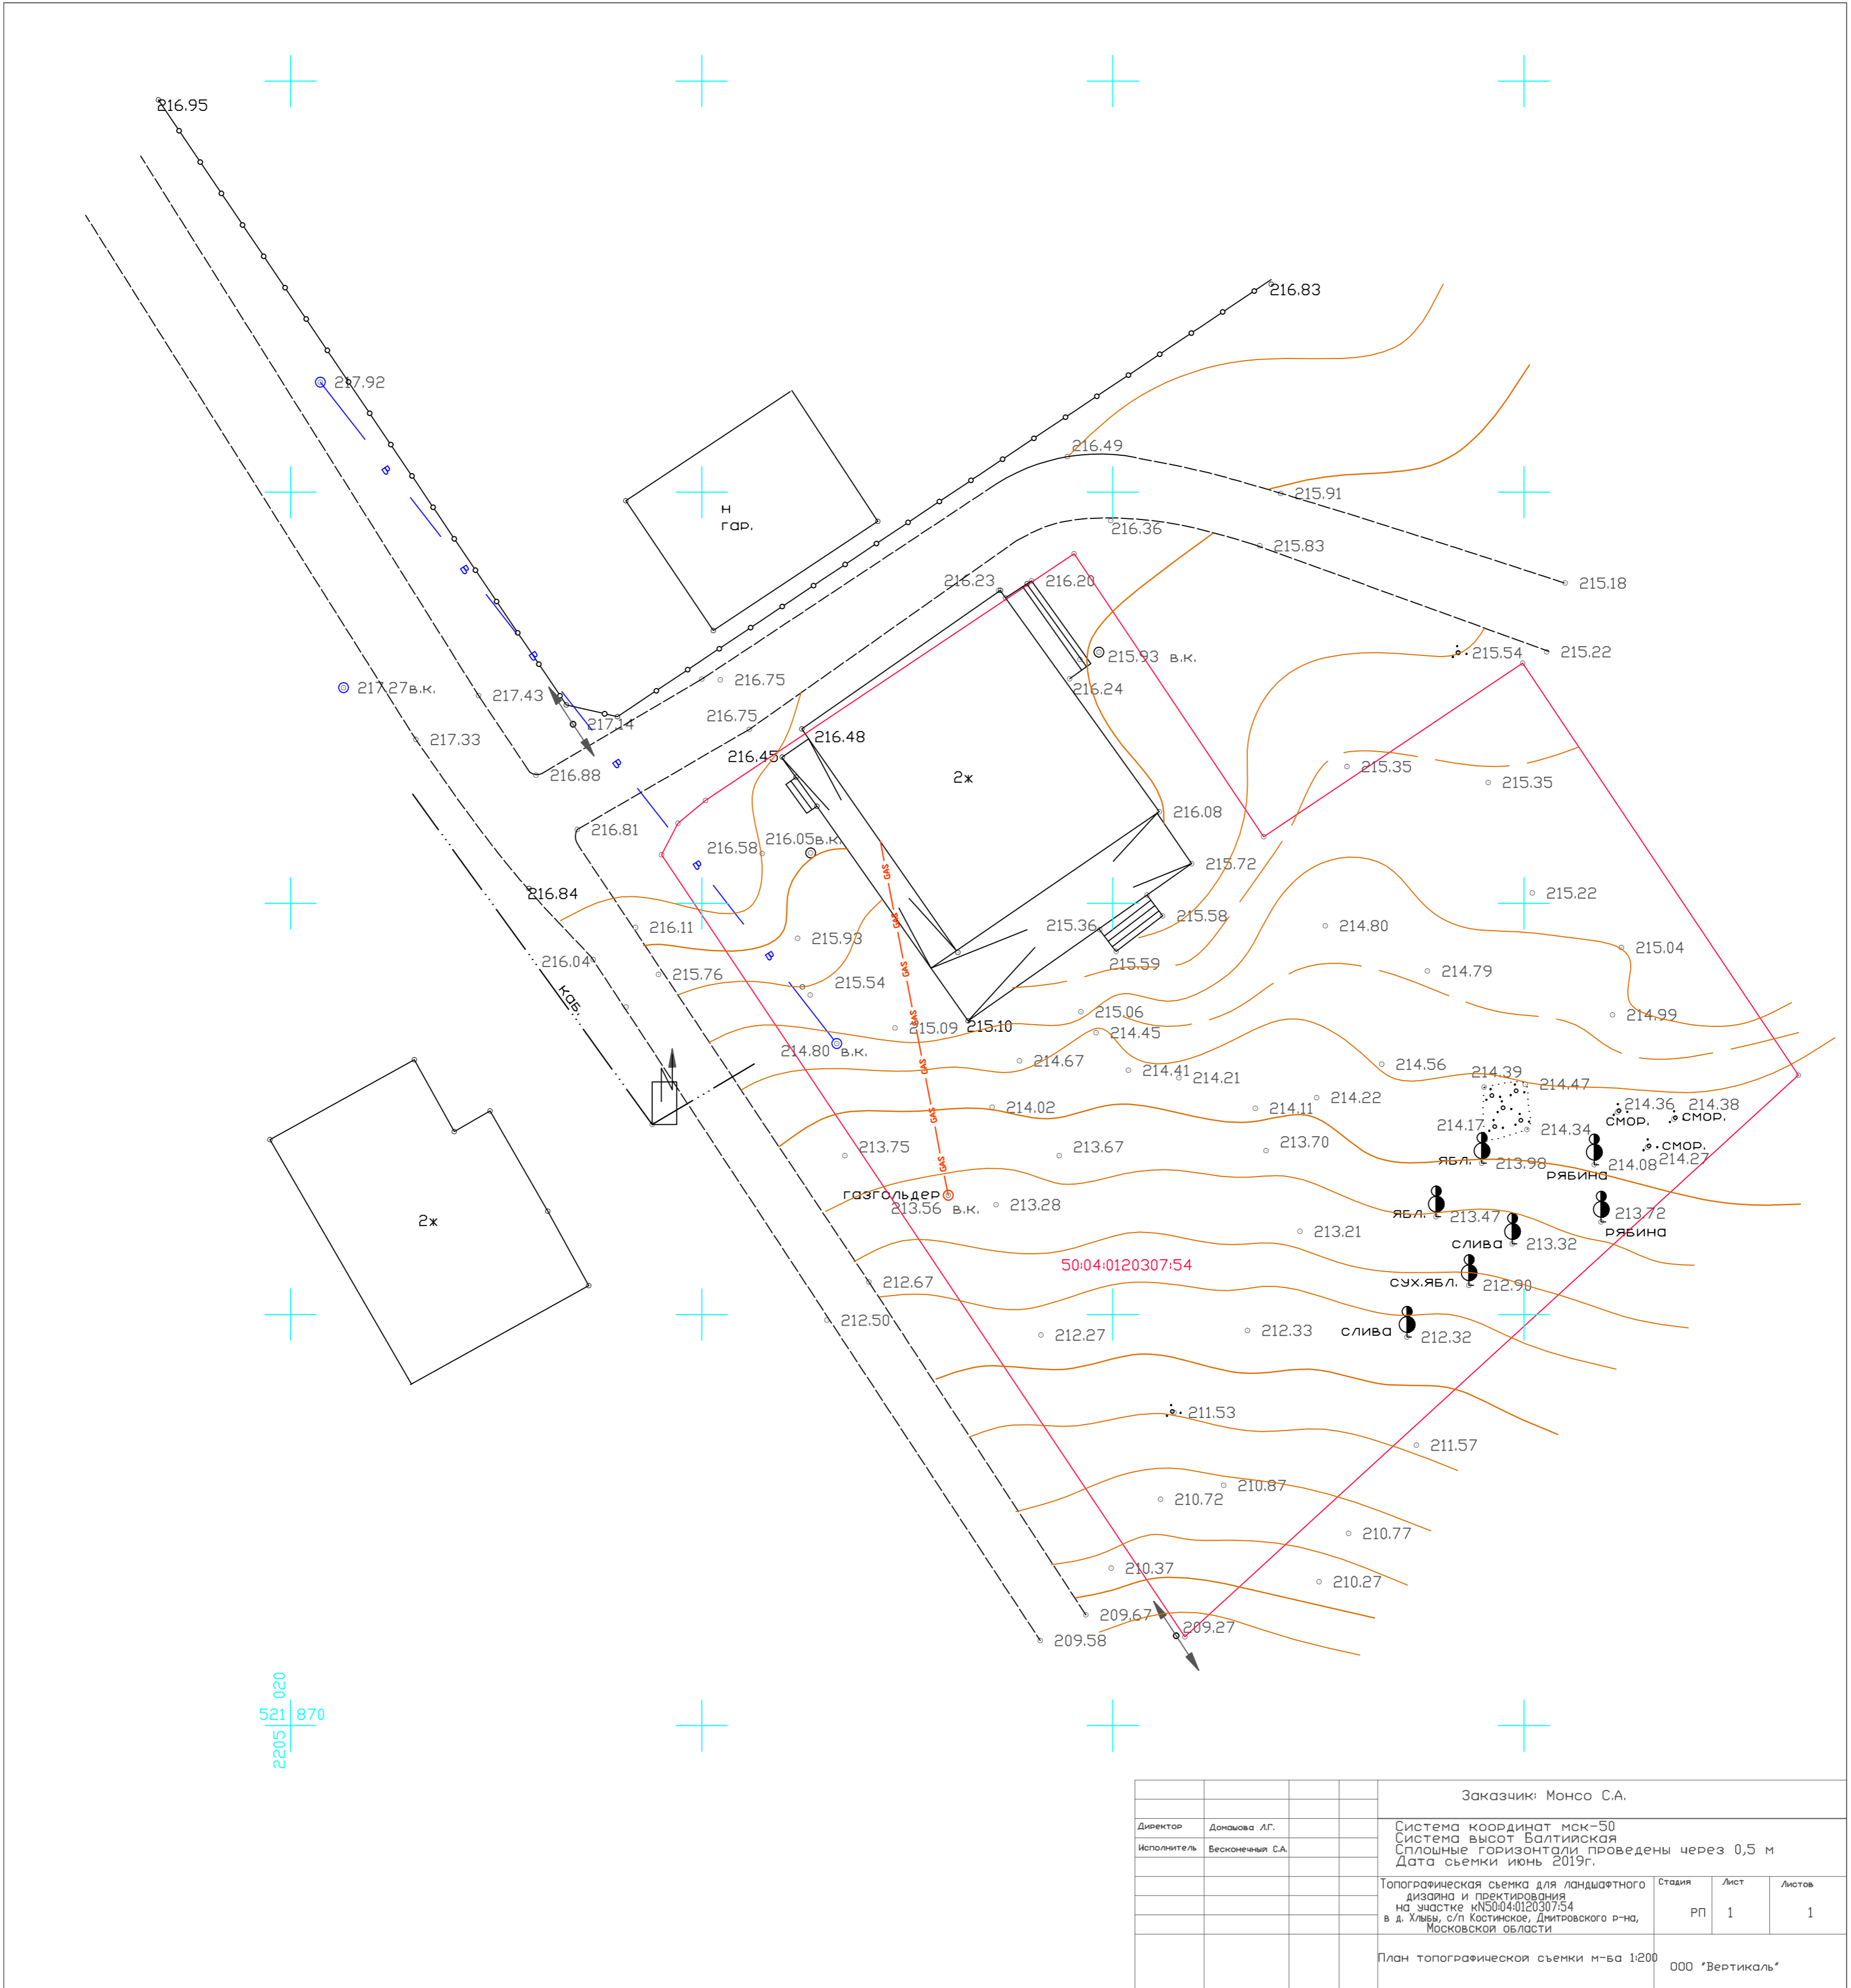 216.95
216.83
217.92
В
216.49
215.91
Н
гар.
216.36
В
215.83
216.23
216.20
215.18
В
215.93 в.к.
215.54
215.22
217.27в.к.
217.43
216.75
216.24
217.14
216.75
217.33
216.48
216.45
В
215.35
216.88
2ж
215.35
216.08
216.81
216.05в.к.
216.58
В
215.72
GAS
216.84
215.22
GAS
215.58
216.11
215.36
214.80
215.93
215.04
В
216.04
215.59
GAS
215.76
215.54
214.79
каб.
215.06
214.99
GAS
215.09
215.10
214.45
214.80 в.к.
214.67
214.56
GAS
214.41
214.21
214.39
214.47
214.22
214.36
214.38
214.02
214.11
смор.
смор.
GAS
214.17
214.34
213.75
213.67
213.70
смор.
GAS
ябл.
213.98
214.08
214.27
рябина
газгольдер
213.56 в.к.
213.28
ябл.
213.47
213.72
2ж
213.21
слива
213.32
рябина
50:04:0120307:54
212.67
сух.ябл.
212.90
212.50
212.27
212.33
слива
212.32
211.53
211.57
210.87
210.72
210.77
210.37
210.27
209.67
209.27
209.58
020
521 870
2205
Заказчик: Монсо С.А.
Директор Домашова Л.Г.
Исполнитель Бесконечный С.А.
Система координат мск-50
Система высот Балтийская
Сплошные горизонтали проведены через 0,5 м
Дата съемки июнь 2019г.
Топографическая съемка для ландшафтного
дизайна и пректирования
на участке кN50:04:0120307:54
в д. Хлыбы, с/п Костинское, Дмитровского р-на,
Московской области
Стадия Лист Листов
РП 1 1
План топографической съемки м-ба 1:200
ООО "Вертикаль"